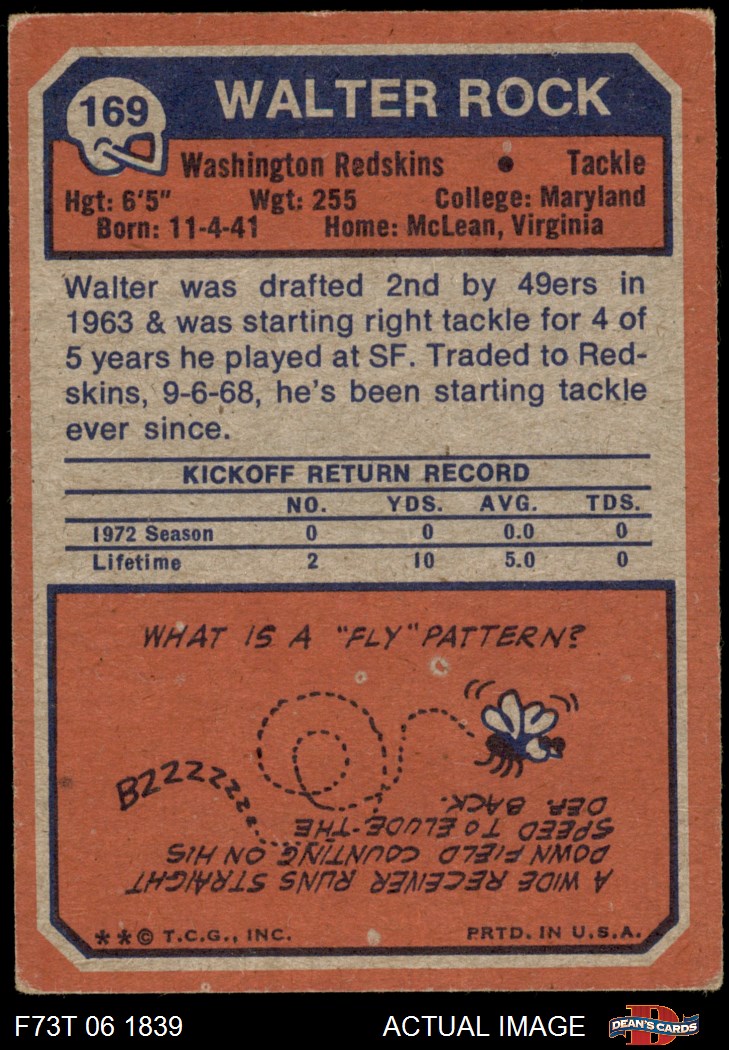 169
WALTER ROCK
Washington Redskins • Tackle
Hgt: 6'5" Wgt: 255 College: Maryland
Born: 11-4-41 Home: McLean, Virginia
Walter was drafted 2nd by 49ers in
1963 & was starting right tackle for 4 of
5 years he played at SF. Traded to Red-
skins, 9-6-68, he's been starting tackle
ever since.
KICKOFF RETURN RECORD
NO. YDS. AVG. TDS.
1972 Season 0 0 0.0 0
Lifetime 2 10 5.0 0
WHAT IS A "FLY" PATTERN?
BZZZZZZZ
A WIDE RECEIVER RUNS STRAIGHT
DOWN FIELD COUNTING ON HIS
SPEED TO ELUDE THE
DEF. BACK.
**© T.C.G., INC. PRTD. IN U.S.A.
F73T 06 1839 ACTUAL IMAGE
D
DEAN'S CARDS